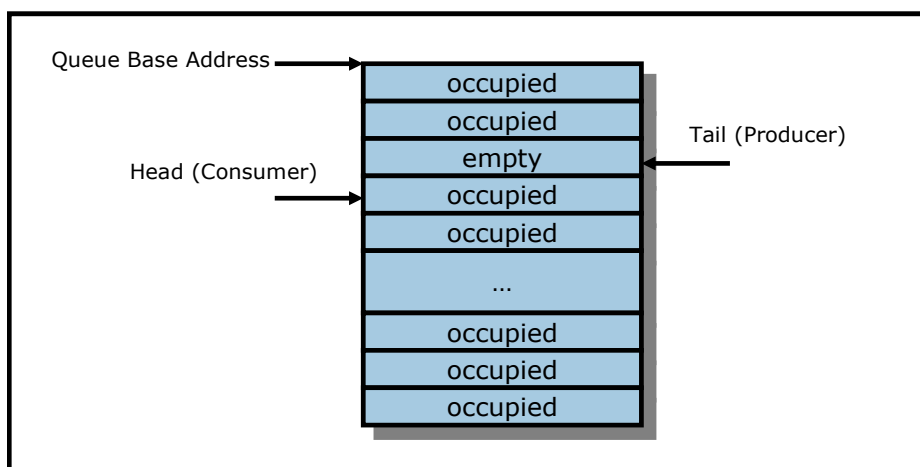 Queue Base Address
occupied
occupied
Tail (Producer)
empty
Head (Consumer)
occupied
occupied
...
occupied
occupied
occupied